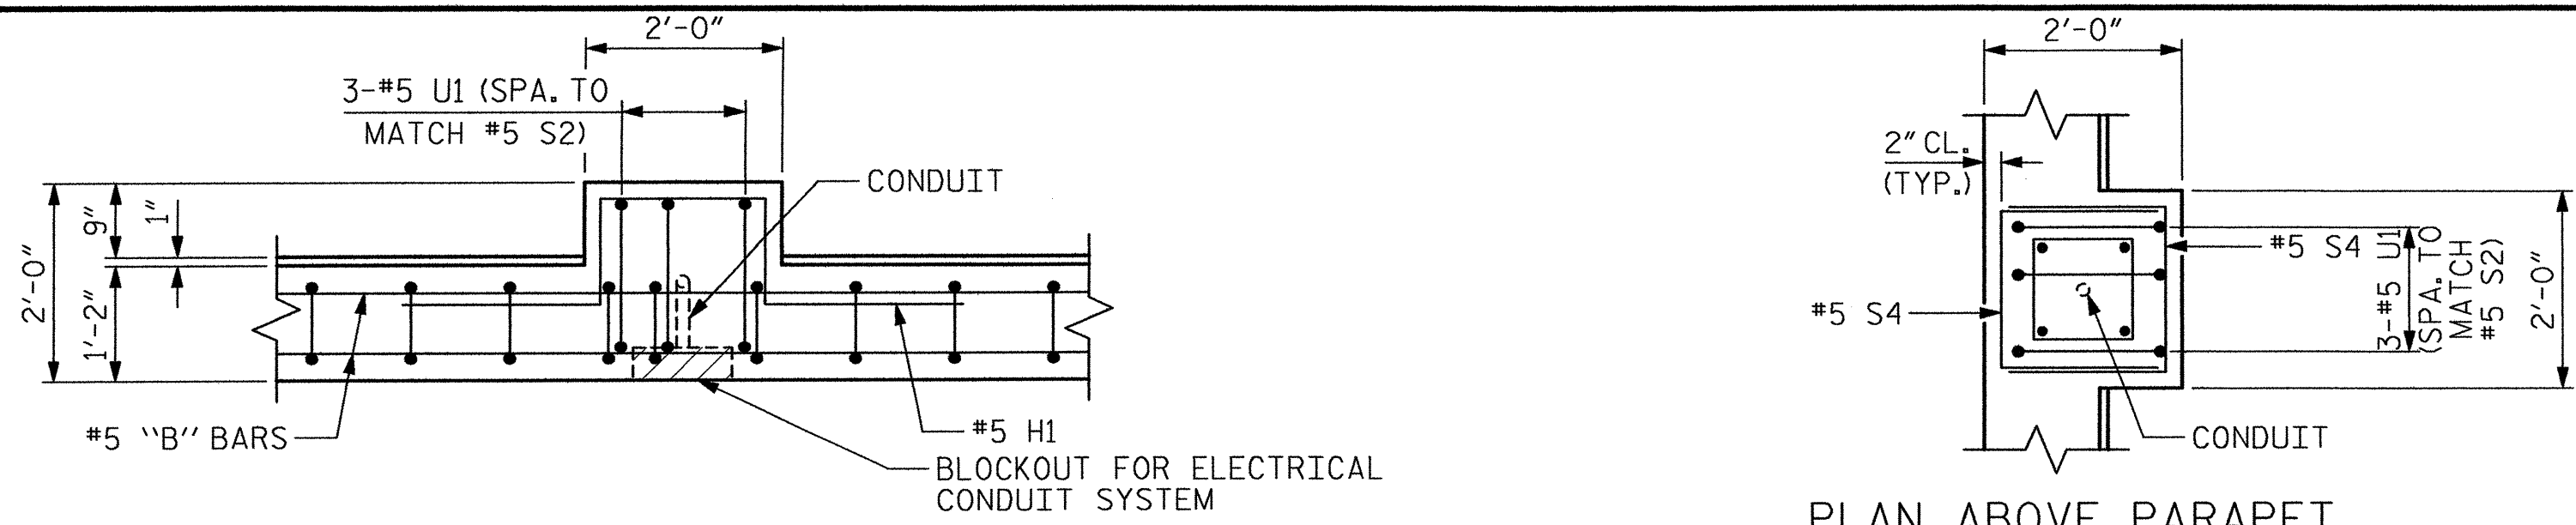 2'-0"
3-#5 U1 (SPA. TO
MATCH #5 S2)
CONDUIT
2'-0"
9"
1"
1'-2"
#5 "B" BARS
#5 H1
BLOCKOUT FOR ELECTRICAL
CONDUIT SYSTEM
2'-0"
2" CL.
(TYP.)
#5 S4
#5 S4
3-#5 U1
(SPA. TO
MATCH
#5 S2)
2'-0"
CONDUIT
PLAN ABOVE PARAPET